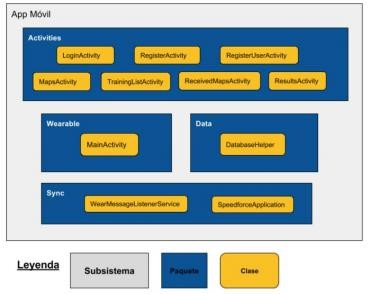 App Móvil
Activities
LoginActivity RegisterActivity RegisterUserActivity
MapsActivity TrainingListActivity ReceivedMapsActivity ResultsActivity
Wearable Data
MainActivity DatabaseHelper
Sync
WearMessageListenerService SpeedforceApplication
Leyenda Subsistema Paquete Clase